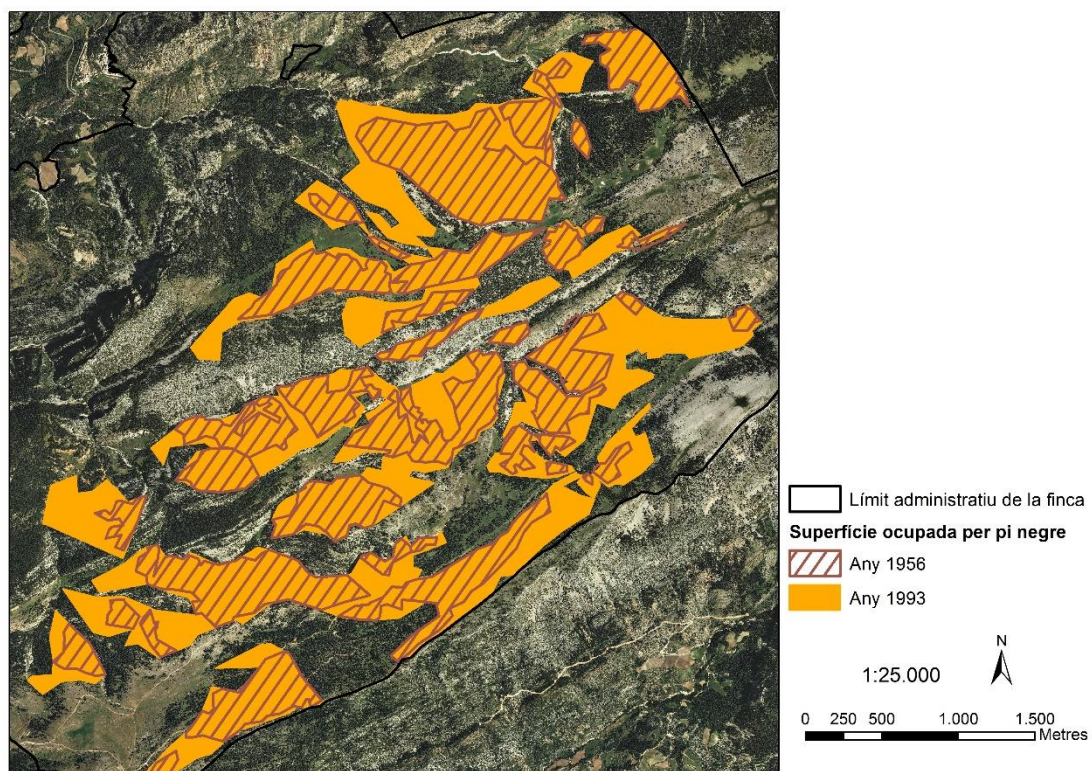 Límit administratiu de la finca
Superfície ocupada per pi negre
Any 1956
Any 1993
N
1:25.000
0 250 500 1.000 1.500
Metres